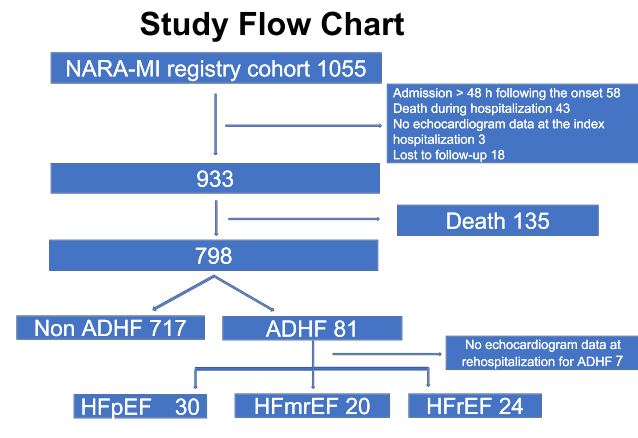 Study Flow Chart
NARA-MI registry cohort 1055
Admission > 48 h following the onset 58
Death during hospitalization 43
No echocardiogram data at the index
hospitalization 3
Lost to follow-up 18
933
Death 135
798
Non ADHF 717
ADHF 81
No echocardiogram data at
rehospitalization for ADHF 7
HFpEF 30
HFmrEF 20
HFrEF 24